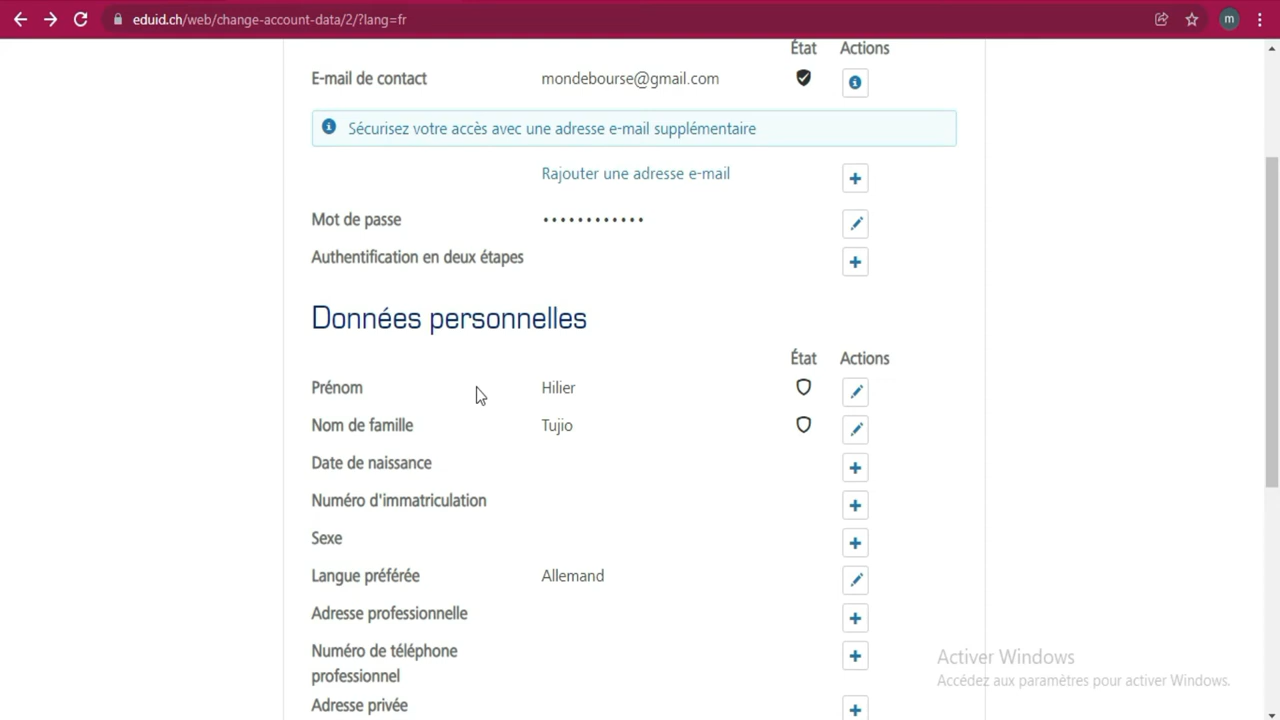 eduid.ch/web/change-account-data/2/?lang=fr
m
État Actions
E-mail de contact mondebourse@gmail.com
Sécurisez votre accès avec une adresse e-mail supplémentaire
Rajouter une adresse e-mail
Mot de passe ••••••••••••
Authentification en deux étapes
Données personnelles
État Actions
Prénom Hilier
Nom de famille Tujio
Date de naissance
Numéro d'immatriculation
Sexe
Langue préférée Allemand
Adresse professionnelle
Numéro de téléphone
professionnel
Adresse privée
Activer Windows
Accédez aux paramètres pour activer Windows.